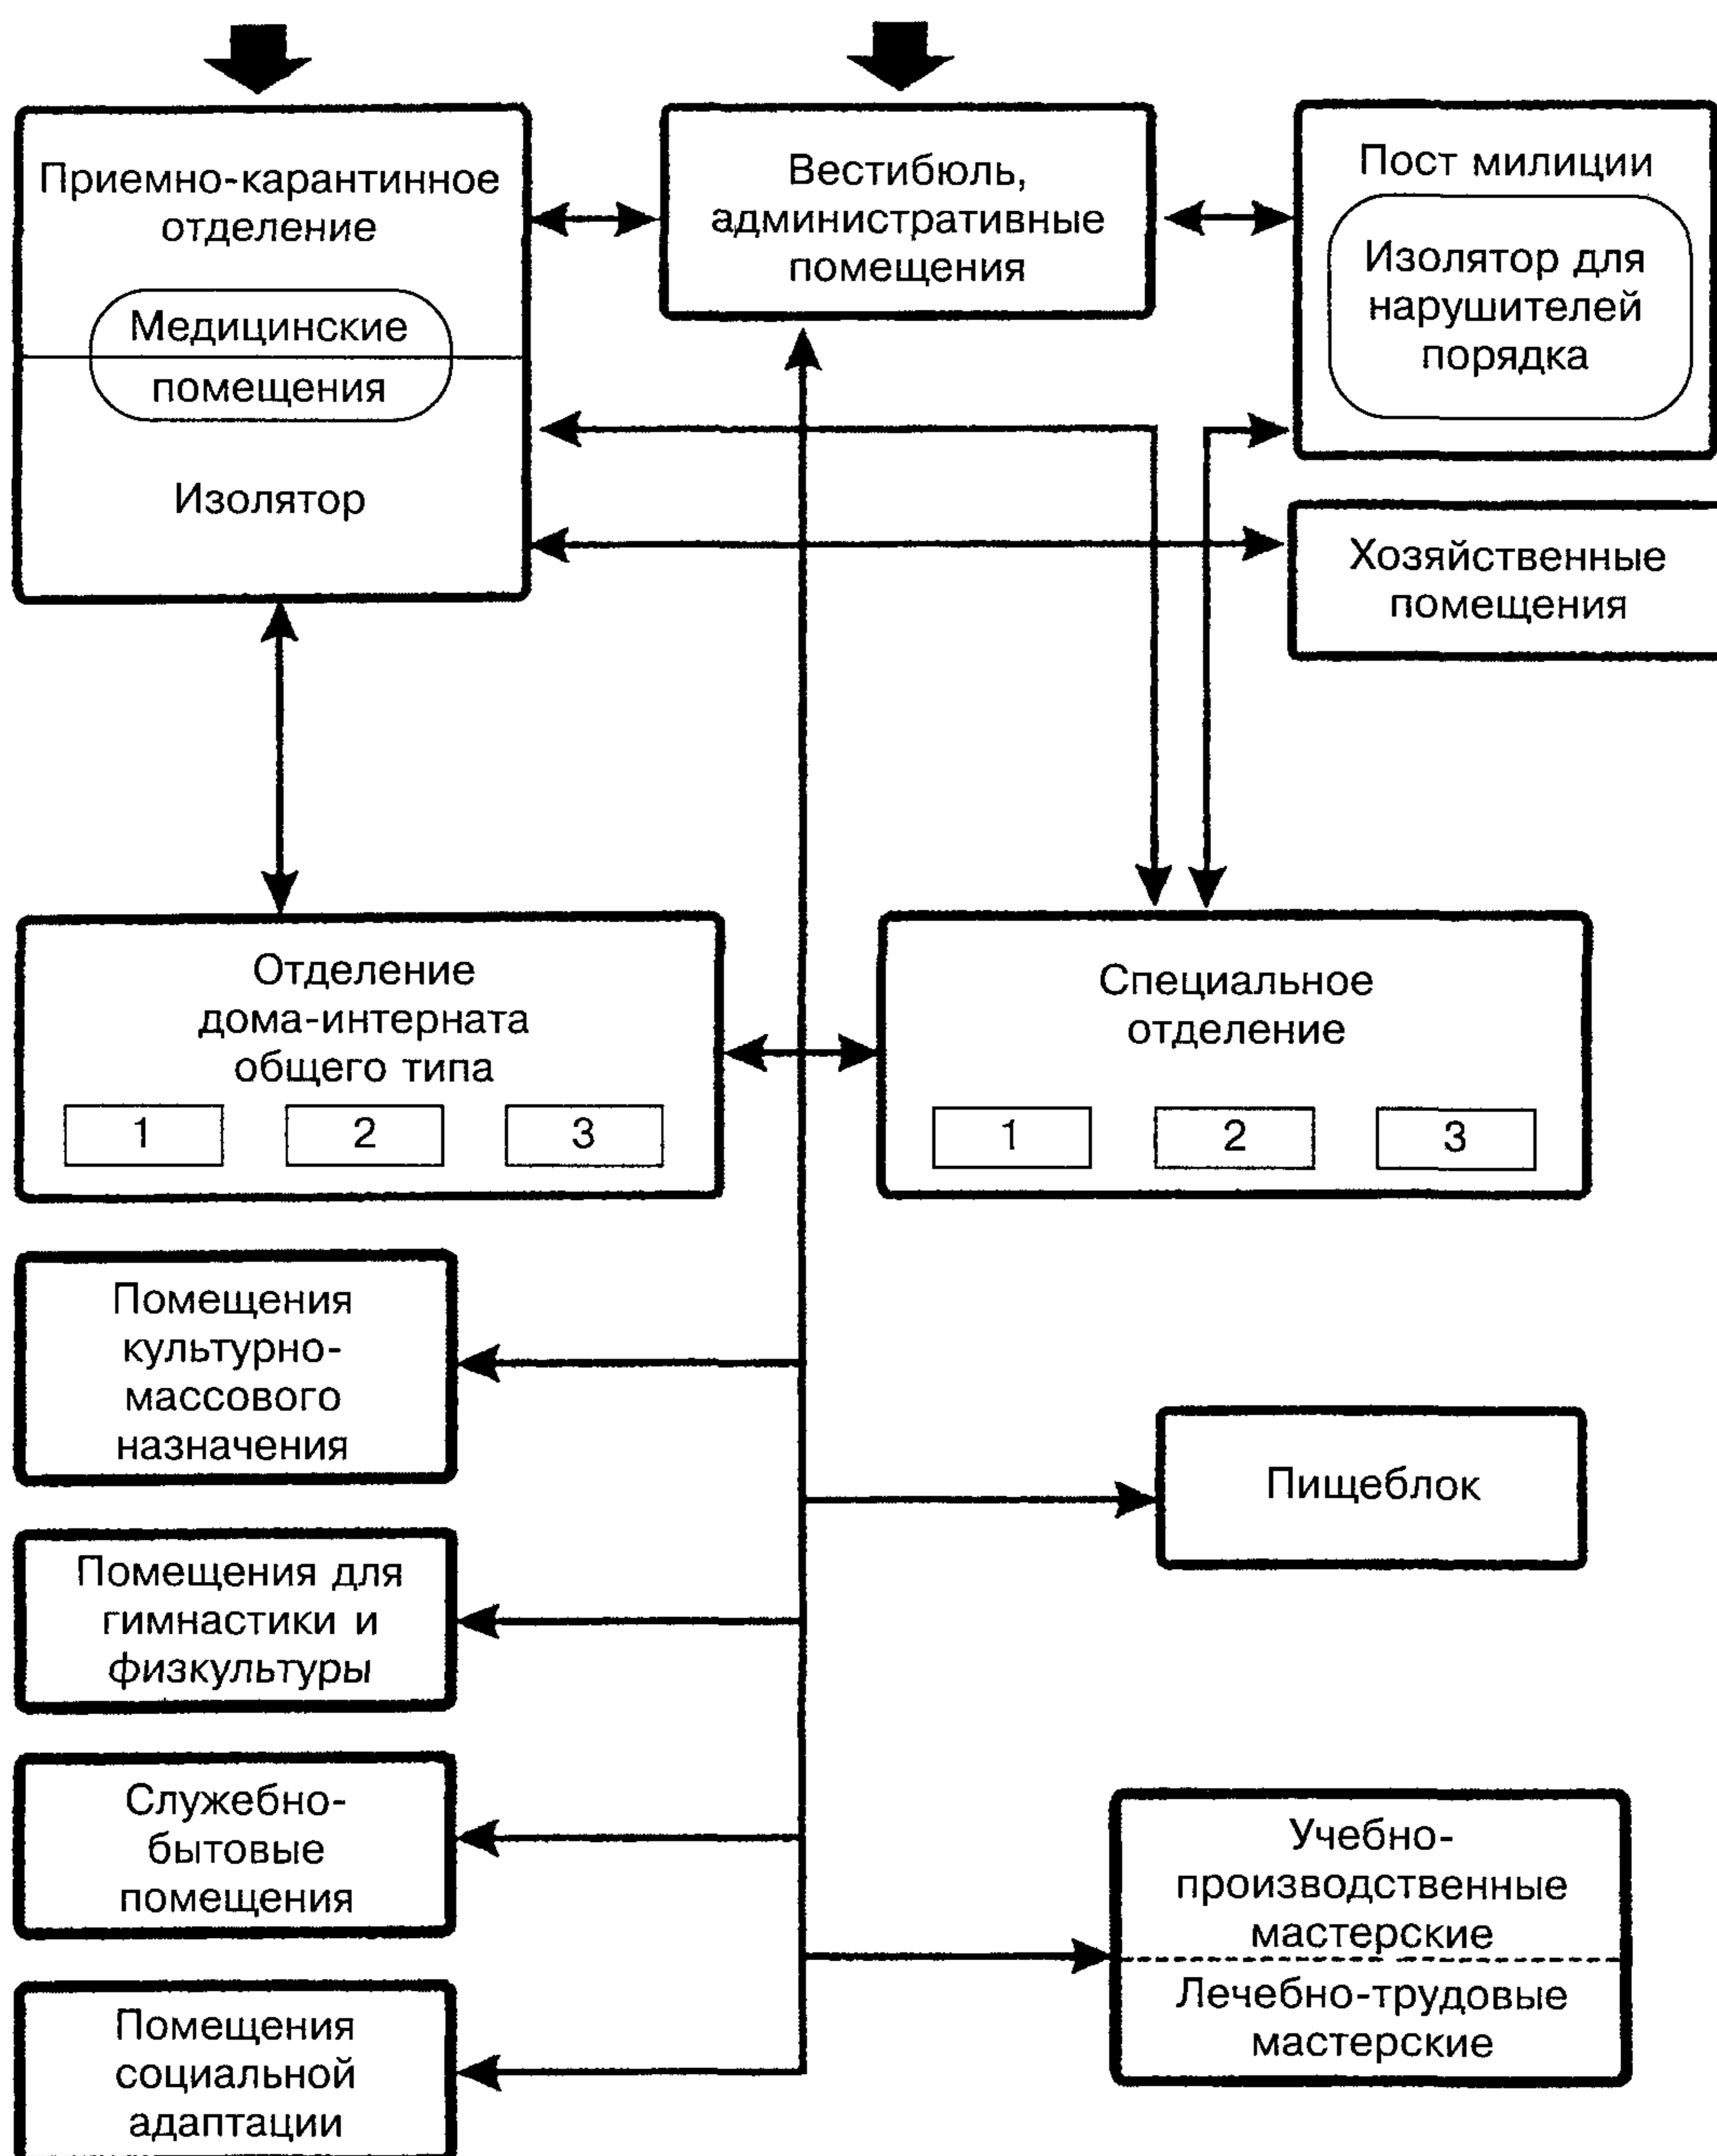 Приемно-карантинное
отделение
Медицинские
помещения
Изолятор
Вестибюль,
административные
помещения
Пост милиции
Изолятор для
нарушителей
порядка
Хозяйственные
помещения
Отделение
дома-интерната
общего типа
1 2 3
Специальное
отделение
1 2 3
Помещения
культурно-
массового
назначения
Пищеблок
Помещения для
гимнастики и
физкультуры
Служебно-
бытовые
помещения
Учебно-
производственные
мастерские
Лечебно-трудовые
мастерские
Помещения
социальной
адаптации